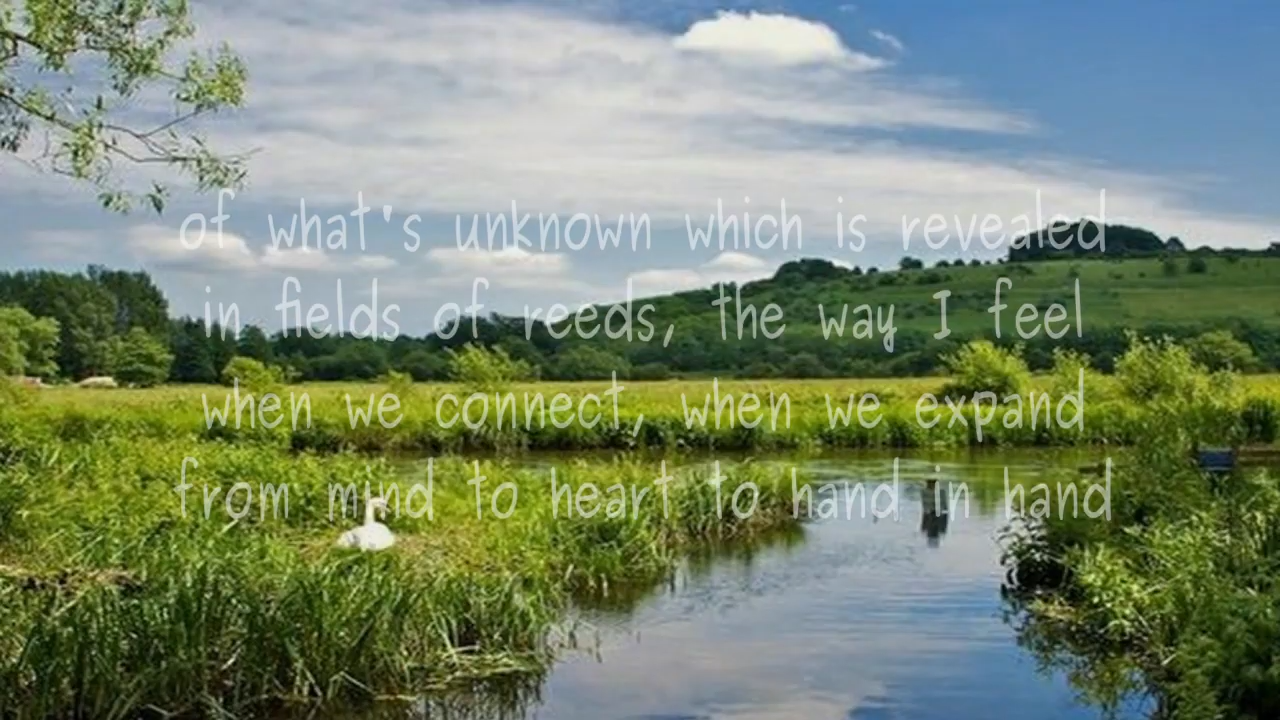 of what's unknown which is revealed
in fields of reeds, the way I feel
when we connect, when we expand
from mind to heart to hand in hand